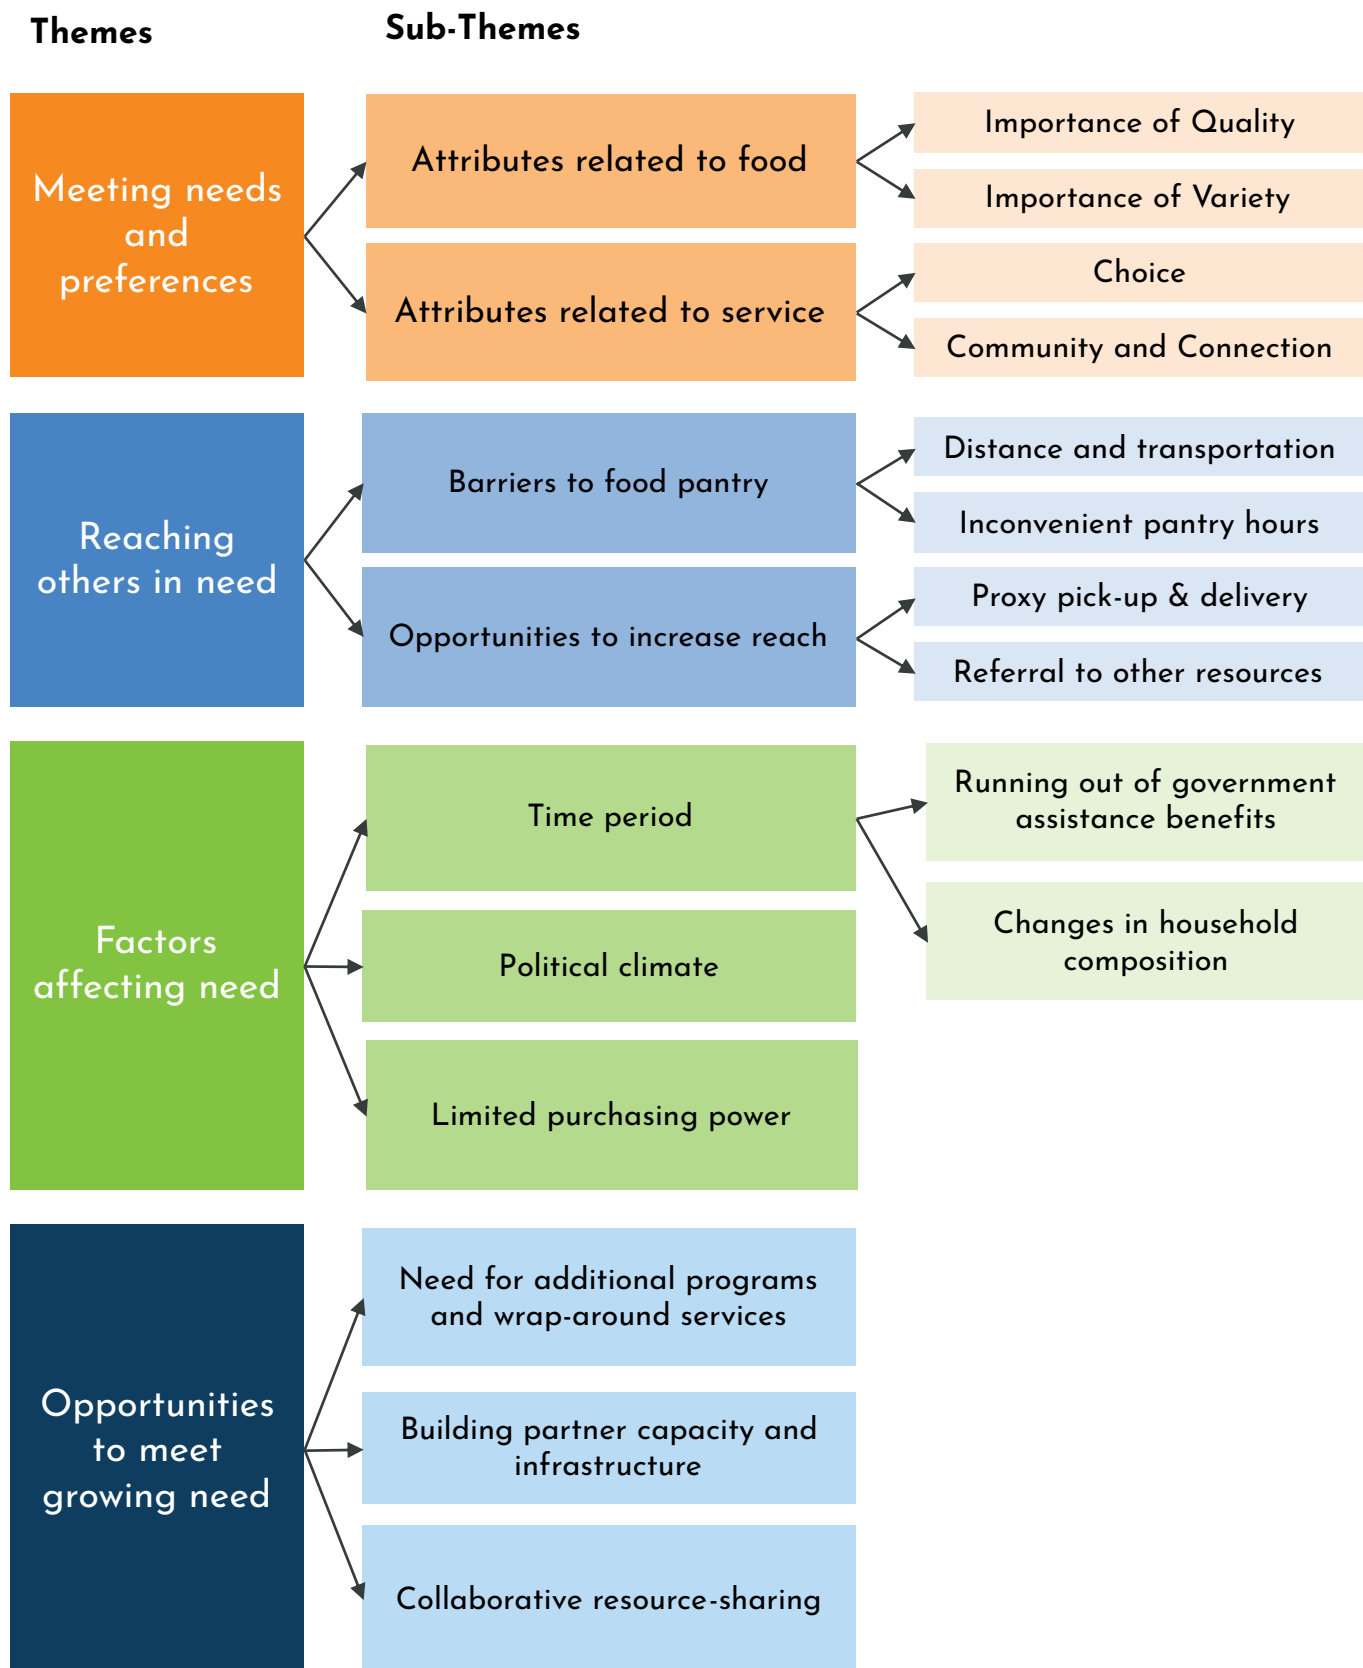 Themes
Sub-Themes
Meeting needs
and
preferences
Attributes related to food
Importance of Quality
Importance of Variety
Attributes related to service
Choice
Community and Connection
Reaching
others in need
Barriers to food pantry
Distance and transportation
Inconvenient pantry hours
Opportunities to increase reach
Proxy pick-up & delivery
Referral to other resources
Factors
affecting need
Time period
Running out of government
assistance benefits
Changes in household
composition
Political climate
Limited purchasing power
Opportunities
to meet
growing need
Need for additional programs
and wrap-around services
Building partner capacity and
infrastructure
Collaborative resource-sharing